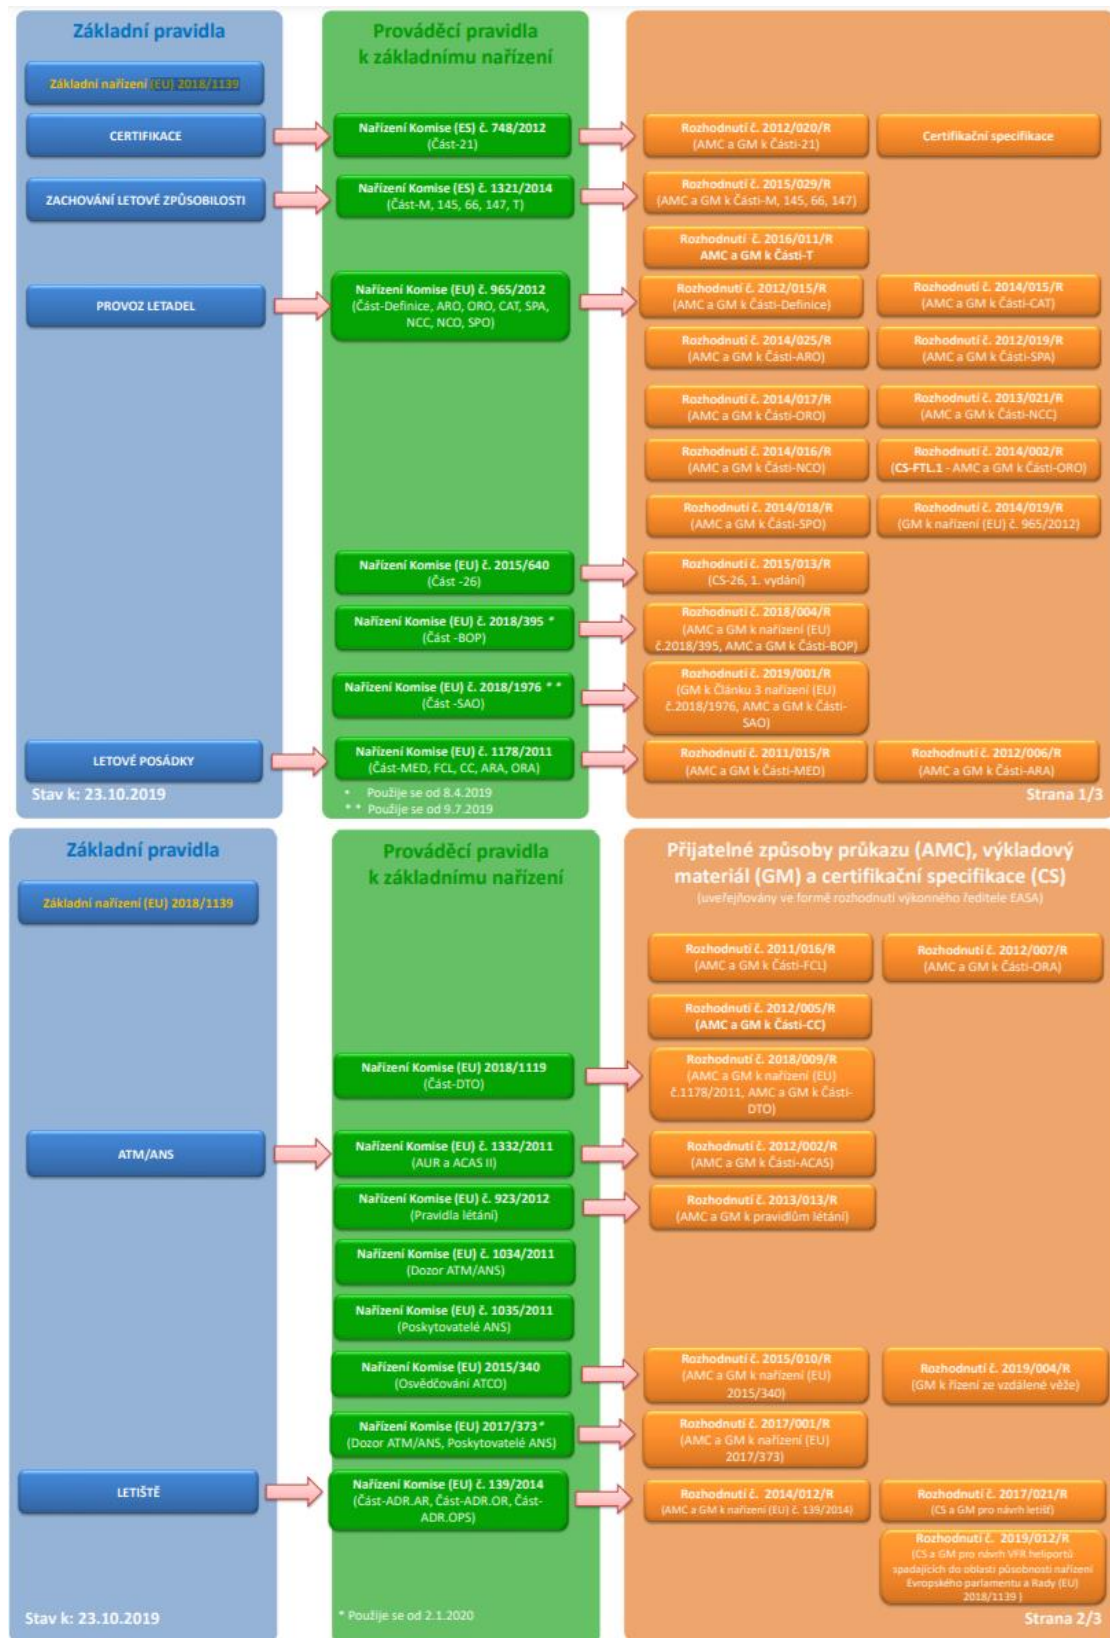 Základní pravidla
Základní nařízení (EU) 2018/1139
CERTIFIKACE
ZACHOVÁNÍ LETOVÉ ZPŮSOBILOSTI
PROVOZ LETADEL
LETOVÉ POSÁDKY
Stav k: 23.10.2019
Prováděcí pravidla
k základnímu nařízení
Nařízení Komise (ES) č. 748/2012
(Část-21)
Nařízení Komise (ES) č. 1321/2014
(Část-M, 145, 66, 147, T)
Nařízení Komise (EU) č. 965/2012
(Část-Definice, ARO, ORO, CAT, SPA,
NCC, NCO, SPO)
Nařízení Komise (EU) č. 2015/640
(Část -26)
Nařízení Komise (EU) č. 2018/395 *
(Část -BOP)
Nařízení Komise (EU) č. 2018/1976 * *
(Část -SAO)
Nařízení Komise (EU) č. 1178/2011
(Část-MED, FCL, CC, ARA, ORA)
* Použije se od 8.4.2019
* * Použije se od 9.7.2019
Rozhodnutí č. 2012/020/R
(AMC a GM k Části-21)
Certifikační specifikace
Rozhodnutí č. 2015/029/R
(AMC a GM k Části-M, 145, 66, 147)
Rozhodnutí č. 2016/011/R
AMC a GM k Části-T
Rozhodnutí č. 2012/015/R
(AMC a GM k Části-Definice)
Rozhodnutí č. 2014/015/R
(AMC a GM k Části-CAT)
Rozhodnutí č. 2014/025/R
(AMC a GM k Části-ARO)
Rozhodnutí č. 2012/019/R
(AMC a GM k Části-SPA)
Rozhodnutí č. 2014/017/R
(AMC a GM k Části-ORO)
Rozhodnutí č. 2013/021/R
(AMC a GM k Části-NCC)
Rozhodnutí č. 2014/016/R
(AMC a GM k Části-NCO)
Rozhodnutí č. 2014/002/R
(CS-FTL.1 - AMC a GM k Části-ORO)
Rozhodnutí č. 2014/018/R
(AMC a GM k Části-SPO)
Rozhodnutí č. 2014/019/R
(GM k nařízení (EU) č. 965/2012)
Rozhodnutí č. 2015/013/R
(CS-26, 1. vydání)
Rozhodnutí č. 2018/004/R
(AMC a GM k nařízení (EU)
č.2018/395, AMC a GM k Části-BOP)
Rozhodnutí č. 2019/001/R
(GM k Článku 3 nařízení (EU)
č.2018/1976, AMC a GM k Části-
SAO)
Rozhodnutí č. 2011/015/R
(AMC a GM k Části-MED)
Rozhodnutí č. 2012/006/R
(AMC a GM k Části-ARA)
Strana 1/3
Základní pravidla
Základní nařízení (EU) 2018/1139
ATM/ANS
LETIŠTĚ
Stav k: 23.10.2019
Prováděcí pravidla
k základnímu nařízení
Nařízení Komise (EU) 2018/1119
(Část-DTO)
Nařízení Komise (EU) č. 1332/2011
(AUR a ACAS II)
Nařízení Komise (EU) č. 923/2012
(Pravidla létání)
Nařízení Komise (EU) č. 1034/2011
(Dozor ATM/ANS)
Nařízení Komise (EU) č. 1035/2011
(Poskytovatelé ANS)
Nařízení Komise (EU) 2015/340
(Osvědčování ATCO)
Nařízení Komise (EU) 2017/373*
(Dozor ATM/ANS, Poskytovatelé ANS)
Nařízení Komise (EU) č. 139/2014
(Část-ADR.AR, Část-ADR.OR, Část-
ADR.OPS)
* Použije se od 2.1.2020
Přijatelné způsoby průkazu (AMC), výkladový
materiál (GM) a certifikační specifikace (CS)
(uveřejňovány ve formě rozhodnutí výkonného ředitele EASA)
Rozhodnutí č. 2011/016/R
(AMC a GM k Části-FCL)
Rozhodnutí č. 2012/007/R
(AMC a GM k Části-ORA)
Rozhodnutí č. 2012/005/R
(AMC a GM k Části-CC)
Rozhodnutí č. 2018/009/R
(AMC a GM k nařízení (EU)
č.1178/2011, AMC a GM k Části-
DTO)
Rozhodnutí č. 2012/002/R
(AMC a GM k Části-ACAS)
Rozhodnutí č. 2013/013/R
(AMC a GM k pravidlům létání)
Rozhodnutí č. 2015/010/R
(AMC a GM k nařízení (EU)
2015/340)
Rozhodnutí č. 2019/004/R
(GM k řízení ze vzdálené věže)
Rozhodnutí č. 2017/001/R
(AMC a GM k nařízení (EU)
2017/373)
Rozhodnutí č. 2014/012/R
(AMC a GM k nařízení (EU) č. 139/2014)
Rozhodnutí č. 2017/021/R
(CS a GM pro návrh letišť)
Rozhodnutí č. 2019/012/R
(CS a GM pro návrh VFR heliportů
spadajících do oblasti působnosti nařízení
Evropského parlamentu a Rady (EU)
2018/1139 )
Strana 2/3